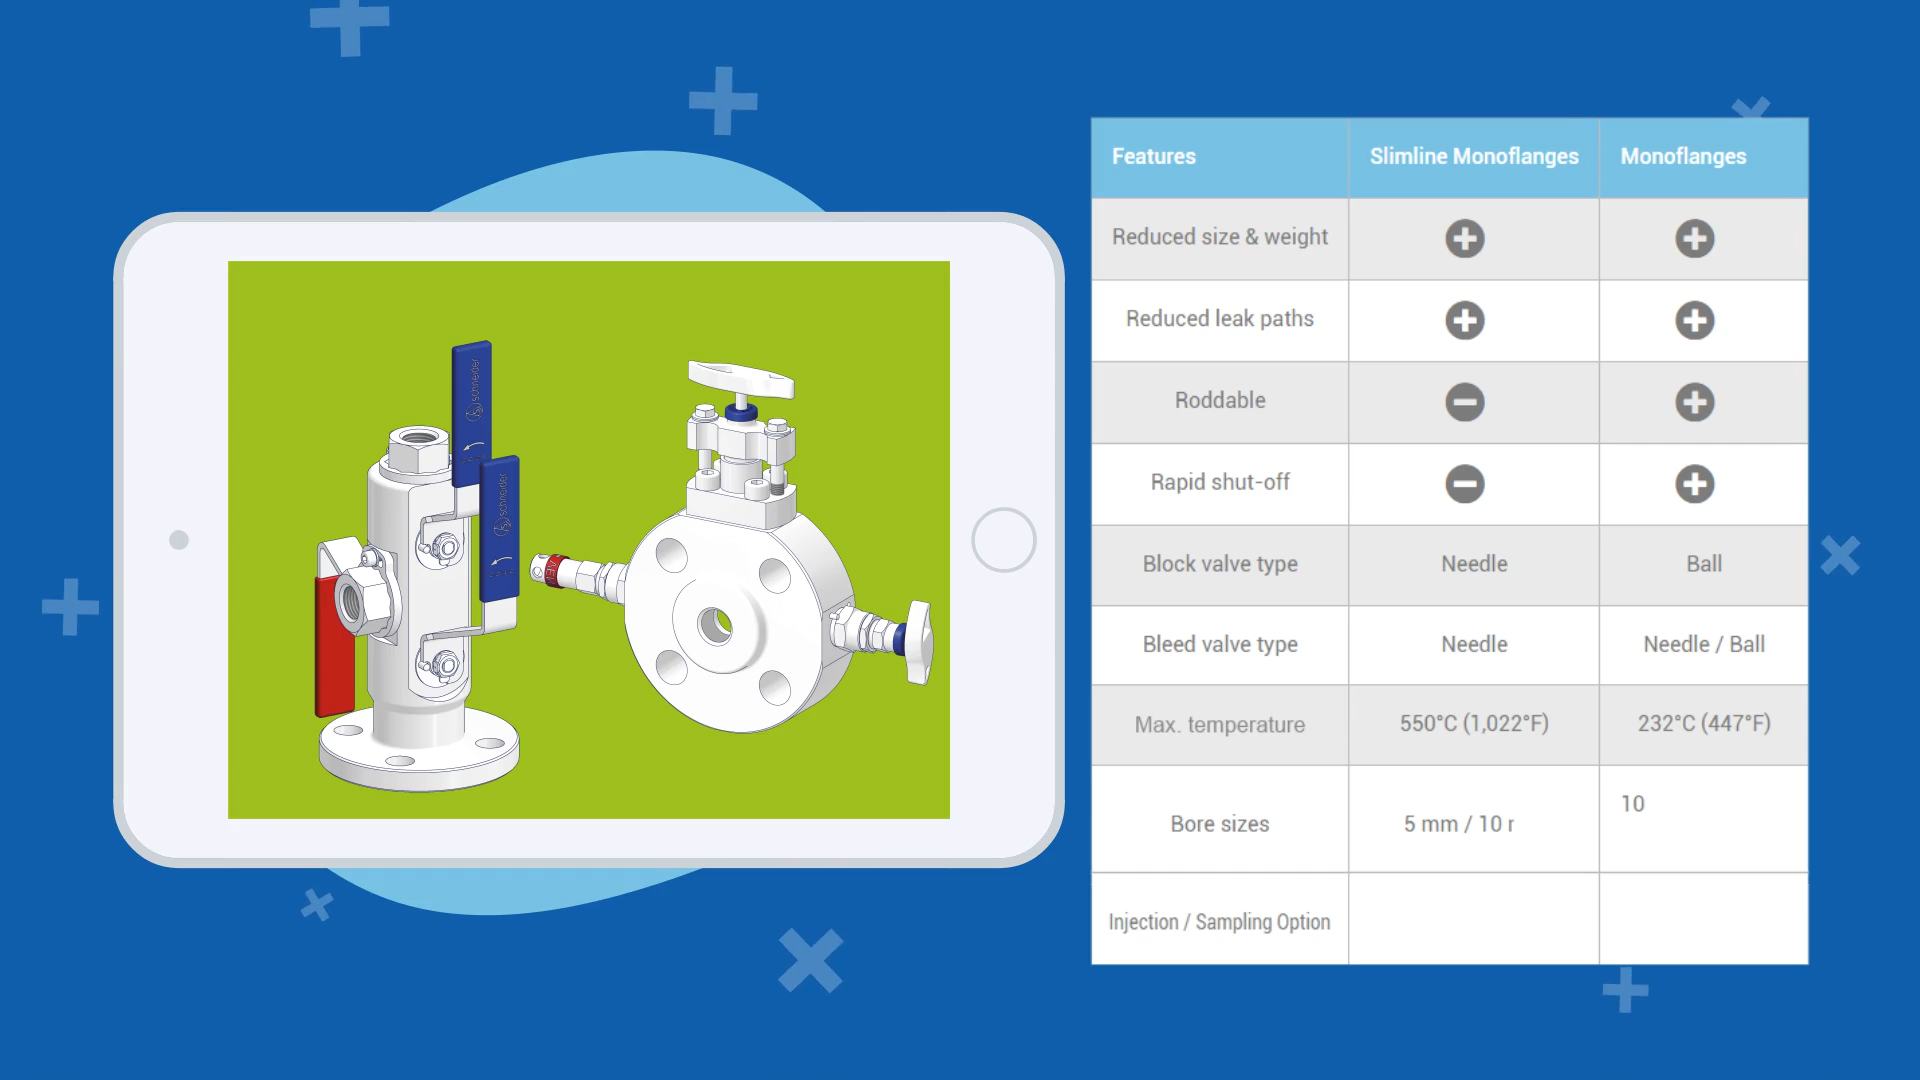 Features Slimline Monoflanges Monoflanges
Reduced size & weight
Reduced leak paths
Roddable
Rapid shut-off
Block valve type Needle Ball
Bleed valve type Needle Needle / Ball
Max. temperature 550°C (1,022°F) 232°C (447°F)
Bore sizes 5 mm / 10 r 10
Injection / Sampling Option
schneider
schneider